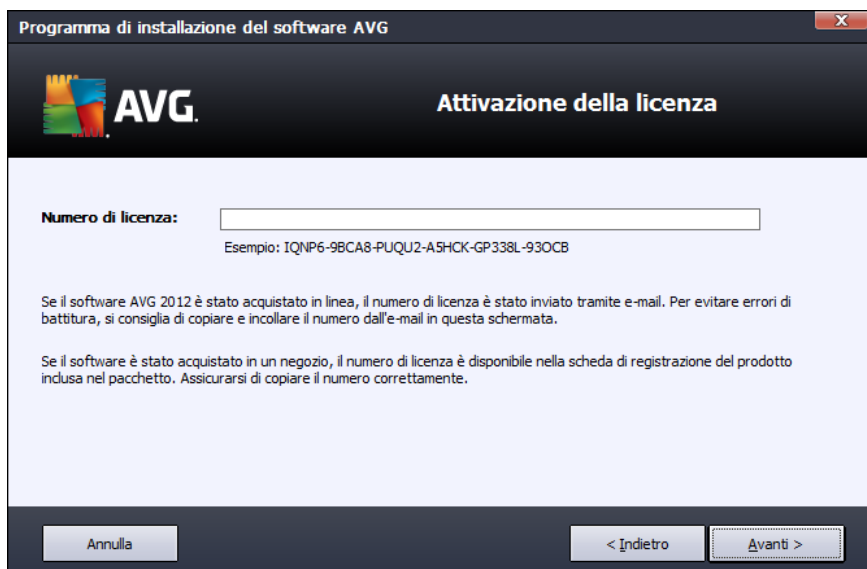 Programma di installazione del software AVG
X
AVG.
Attivazione della licenza
Numero di licenza:
Esempio: IQNP6-9BCA8-PUQU2-A5HCK-GP338L-93OCB
Se il software AVG 2012 è stato acquistato in linea, il numero di licenza è stato inviato tramite e-mail. Per evitare errori di
battitura, si consiglia di copiare e incollare il numero dall'e-mail in questa schermata.
Se il software è stato acquistato in un negozio, il numero di licenza è disponibile nella scheda di registrazione del prodotto
inclusa nel pacchetto. Assicurarsi di copiare il numero correttamente.
Annulla
< Indietro
Avanti >